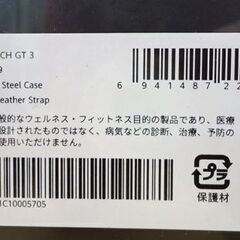 CH GT 3
9
Steel Case
eather Strap
6 941487 22
般的なウェルネス・フィットネス目的の製品であり、医療
設計されたものではなく、病気などの診断、治療、予防の
使用いただけません。
C10005705
保護材